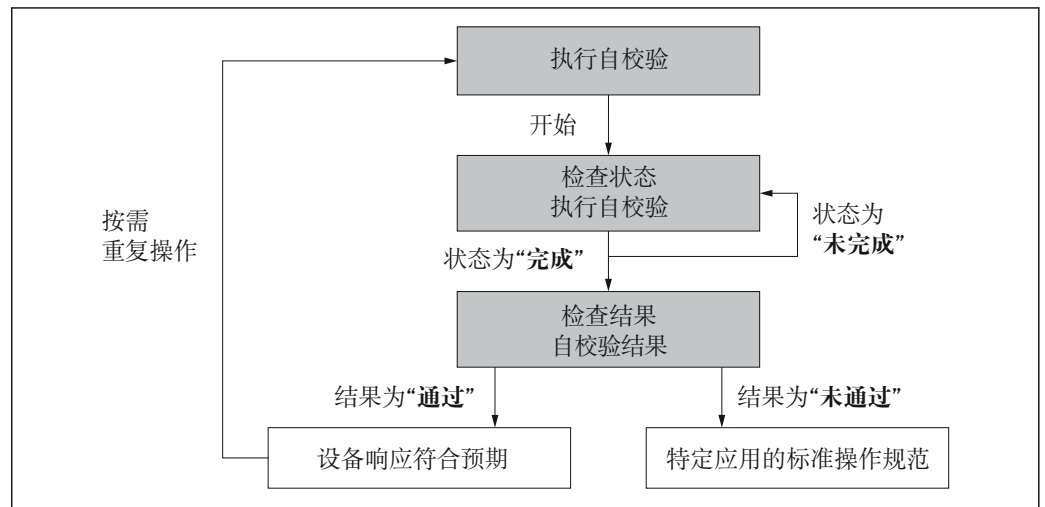 执行自校验
开始
检查状态
执行自校验
按需
重复操作
状态为
“未完成”
状态为“完成”
检查结果
自校验结果
结果为“通过”
结果为“未通过”
设备响应符合预期
特定应用的标准操作规范